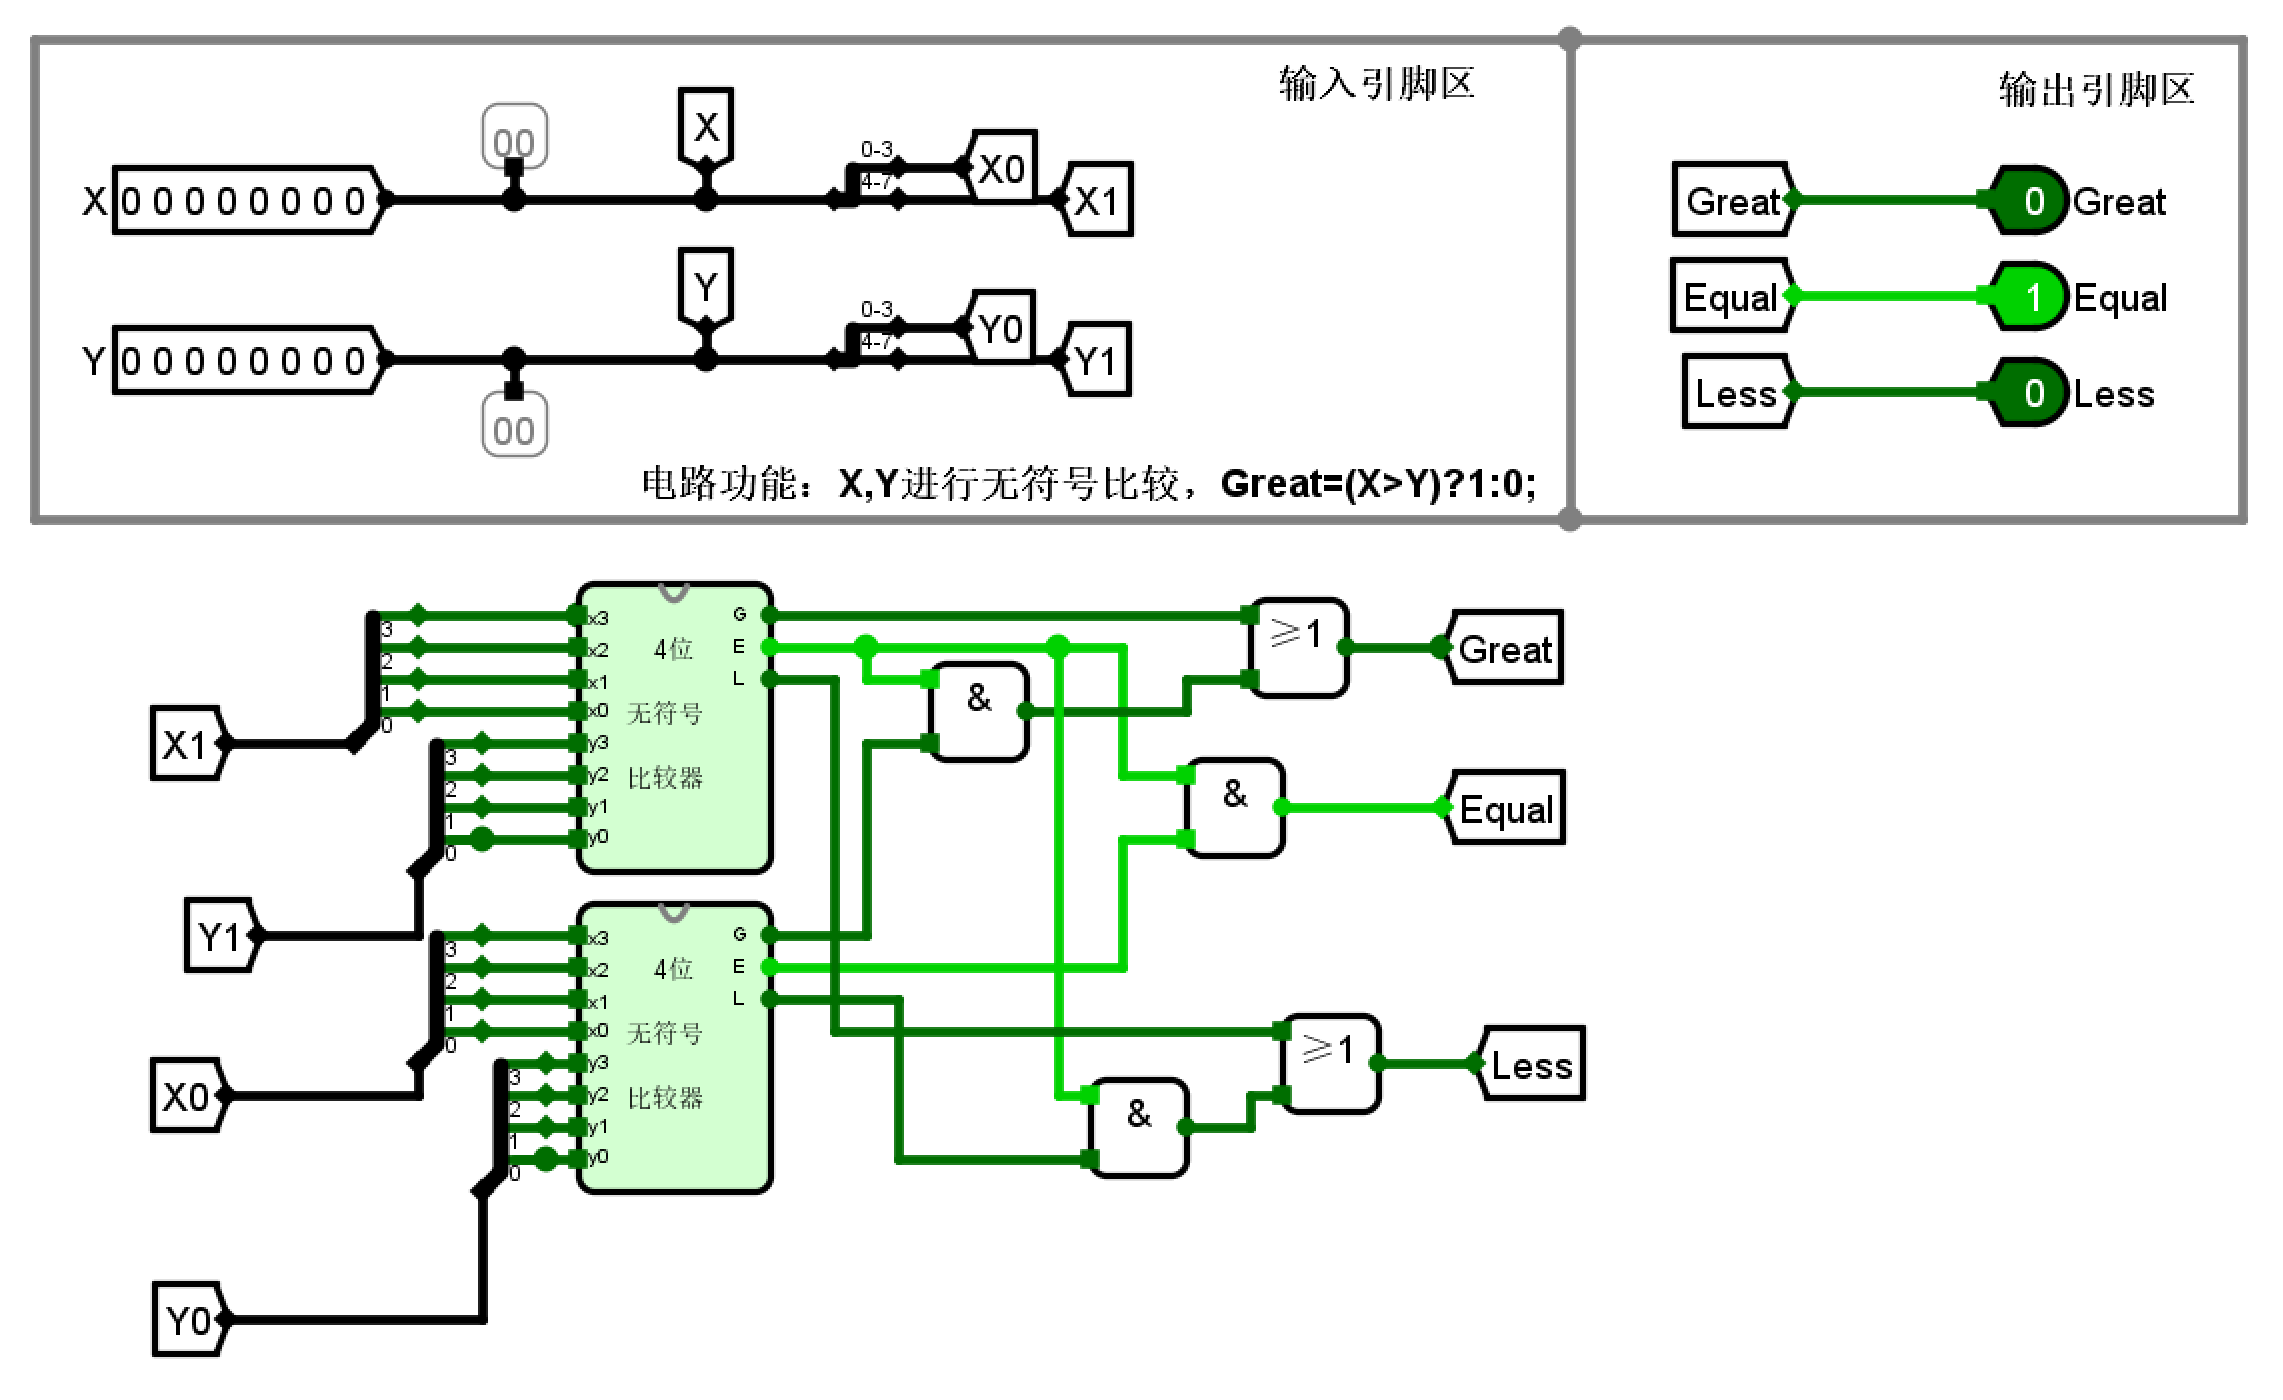 输入引脚区
输出引脚区
00
X
X 0 0 0 0 0 0 0 0
0-3
4-7
X0
X1
Great
0 Great
Y
Y 0 0 0 0 0 0 0 0
0-3
4-7
Y0
Y1
Equal
1 Equal
00
Less
0 Less
电路功能：X,Y进行无符号比较，Great=(X>Y)?1:0;
X1
3
2
1
0
Y1
3
2
1
0
x3
x2
x1
x0
y3
y2
y1
y0
4位
无符号
比较器
G
E
L
&
≥1
Great
&
Equal
X0
3
2
1
0
Y0
3
2
1
0
x3
x2
x1
x0
y3
y2
y1
y0
4位
无符号
比较器
G
E
L
&
≥1
Less